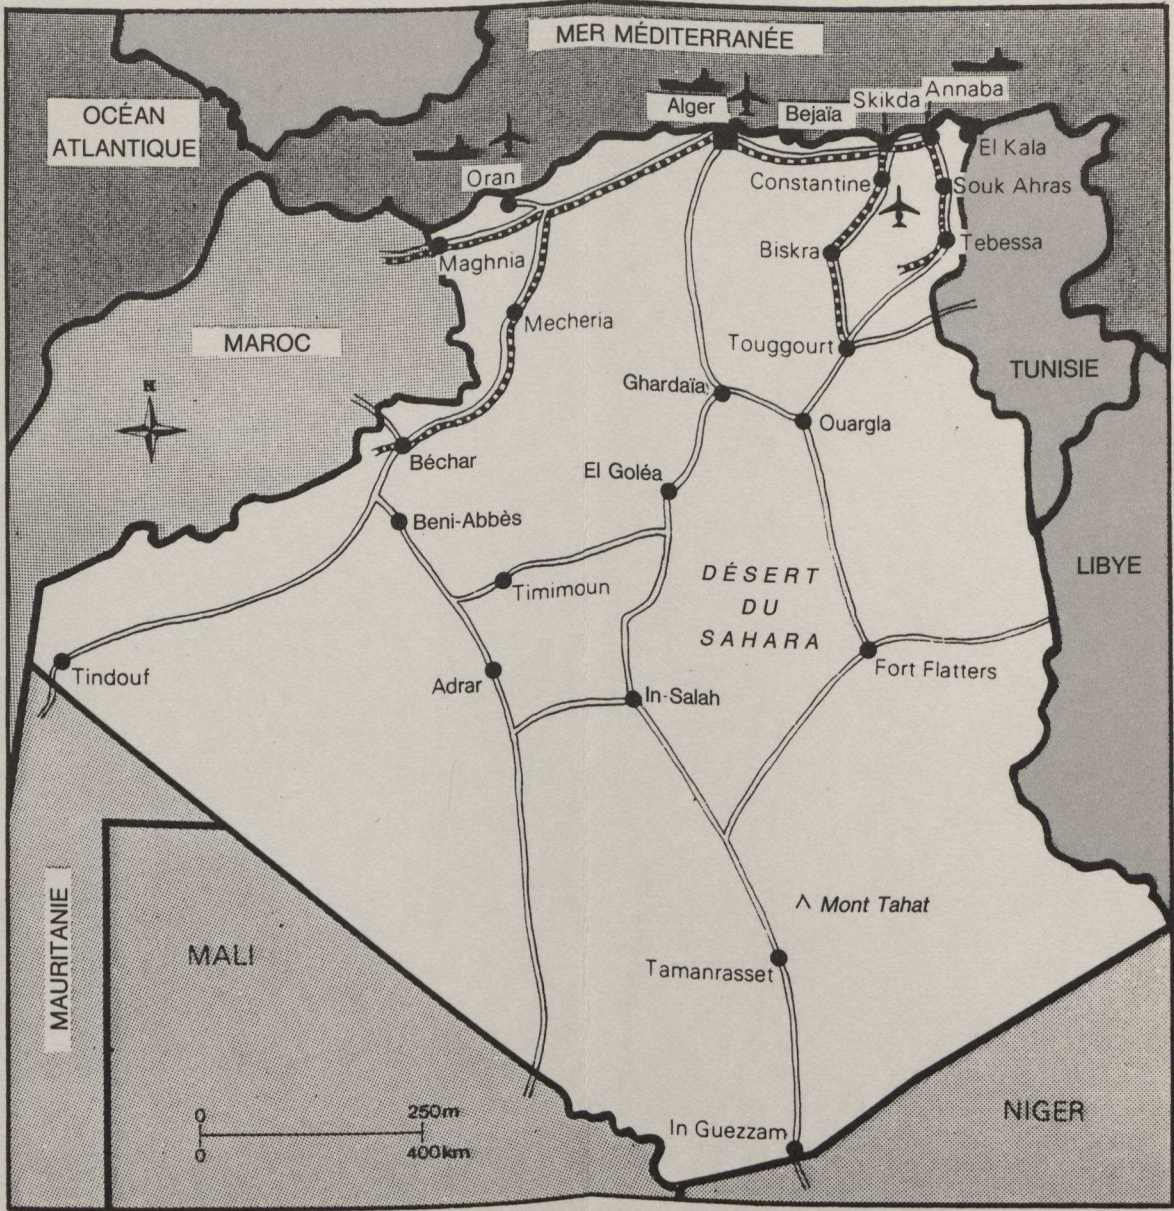 MER MÉDITERRANÉE
OCÉAN
ATLANTIQUE
Alger
Bejaïa
Skikda
Annaba
El Kala
Oran
Constantine
Souk Ahras
Maghnia
Biskra
Tebessa
Mecheria
MAROC
Touggourt
TUNISIE
N
Ghardaïa
Ouargla
Béchar
El Goléa
Beni-Abbès
LIBYE
DÉSERT
DU
SAHARA
Timimoun
Tindouf
Adrar
In-Salah
Fort Flatters
MAURITANIE
MALI
Mont Tahat
Tamanrasset
NIGER
In Guezzam
0 250m
0 400km